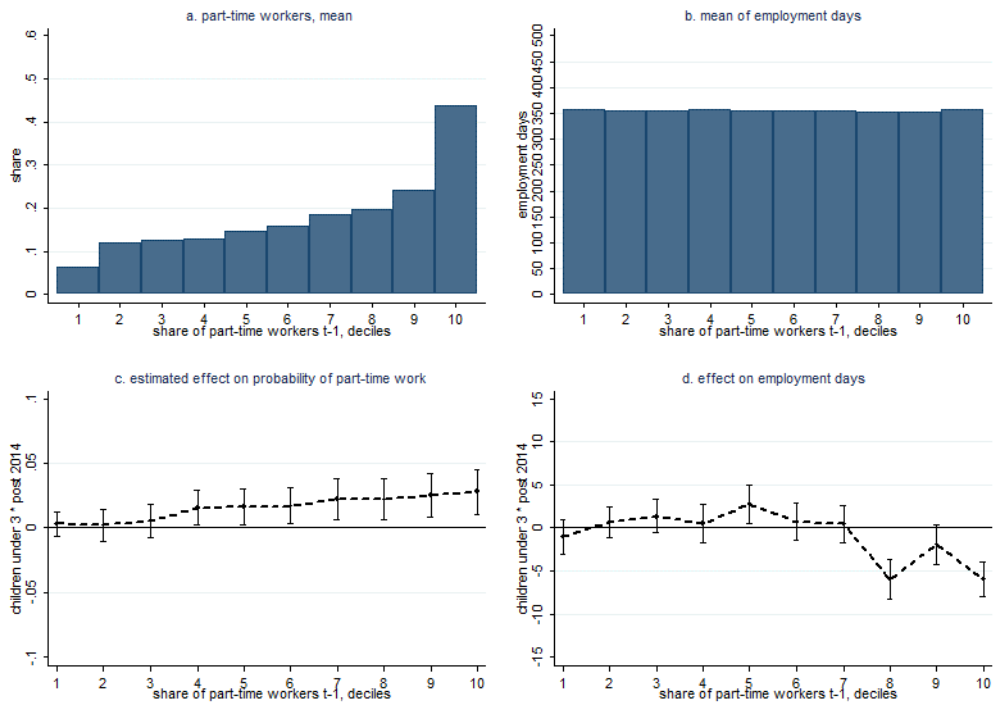 a. part-time workers, mean
share
.6
.5
.4
.3
.2
.1
0
1 2 3 4 5 6 7 8 9 10
share of part-time workers t-1, deciles
b. mean of employment days
employment days
500
450
400
350
300
250
200
150
100
50
0
1 2 3 4 5 6 7 8 9 10
share of part-time workers t-1, deciles
c. estimated effect on probability of part-time work
children under 3 * post 2014
.1
.05
0
-.05
-.1
1 2 3 4 5 6 7 8 9 10
share of part-time workers t-1, deciles
d. effect on employment days
children under 3 * post 2014
15
10
5
0
-5
-10
-15
1 2 3 4 5 6 7 8 9 10
share of part-time workers t-1, deciles